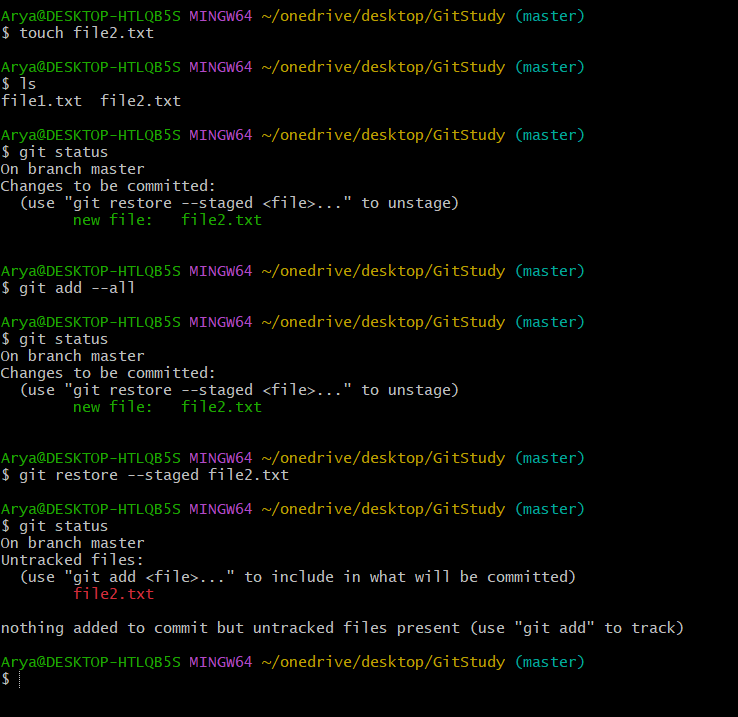 Arya@DESKTOP-HTLQB5S MINGW64 ~/onedrive/desktop/GitStudy (master)
$ touch file2.txt
Arya@DESKTOP-HTLQB5S MINGW64 ~/onedrive/desktop/GitStudy (master)
$ ls
file1.txt  file2.txt
Arya@DESKTOP-HTLQB5S MINGW64 ~/onedrive/desktop/GitStudy (master)
$ git status
On branch master
Changes to be committed:
  (use "git restore --staged <file>..." to unstage)
        new file:   file2.txt
Arya@DESKTOP-HTLQB5S MINGW64 ~/onedrive/desktop/GitStudy (master)
$ git add --all
Arya@DESKTOP-HTLQB5S MINGW64 ~/onedrive/desktop/GitStudy (master)
$ git status
On branch master
Changes to be committed:
  (use "git restore --staged <file>..." to unstage)
        new file:   file2.txt
Arya@DESKTOP-HTLQB5S MINGW64 ~/onedrive/desktop/GitStudy (master)
$ git restore --staged file2.txt
Arya@DESKTOP-HTLQB5S MINGW64 ~/onedrive/desktop/GitStudy (master)
$ git status
On branch master
Untracked files:
  (use "git add <file>..." to include in what will be committed)
        file2.txt
nothing added to commit but untracked files present (use "git add" to track)
Arya@DESKTOP-HTLQB5S MINGW64 ~/onedrive/desktop/GitStudy (master)
$